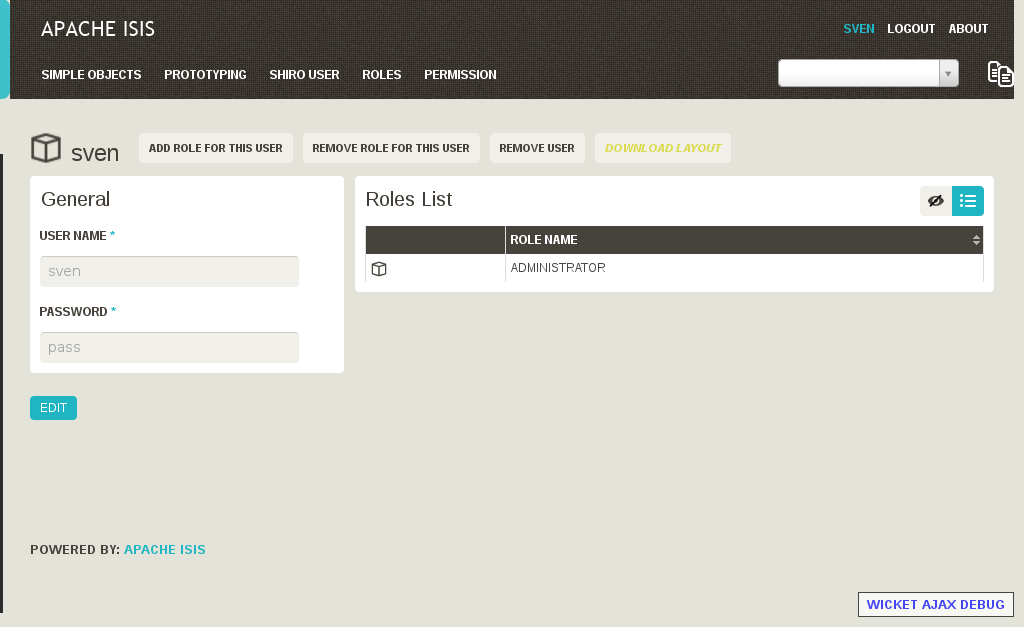 APACHE ISIS
SVEN LOGOUT ABOUT
SIMPLE OBJECTS PROTOTYPING SHIRO USER ROLES PERMISSION
sven
ADD ROLE FOR THIS USER REMOVE ROLE FOR THIS USER REMOVE USER DOWNLOAD LAYOUT
General
USER NAME *
sven
PASSWORD *
pass
EDIT
Roles List
ROLE NAME
ADMINISTRATOR
POWERED BY: APACHE ISIS
WICKET AJAX DEBUG